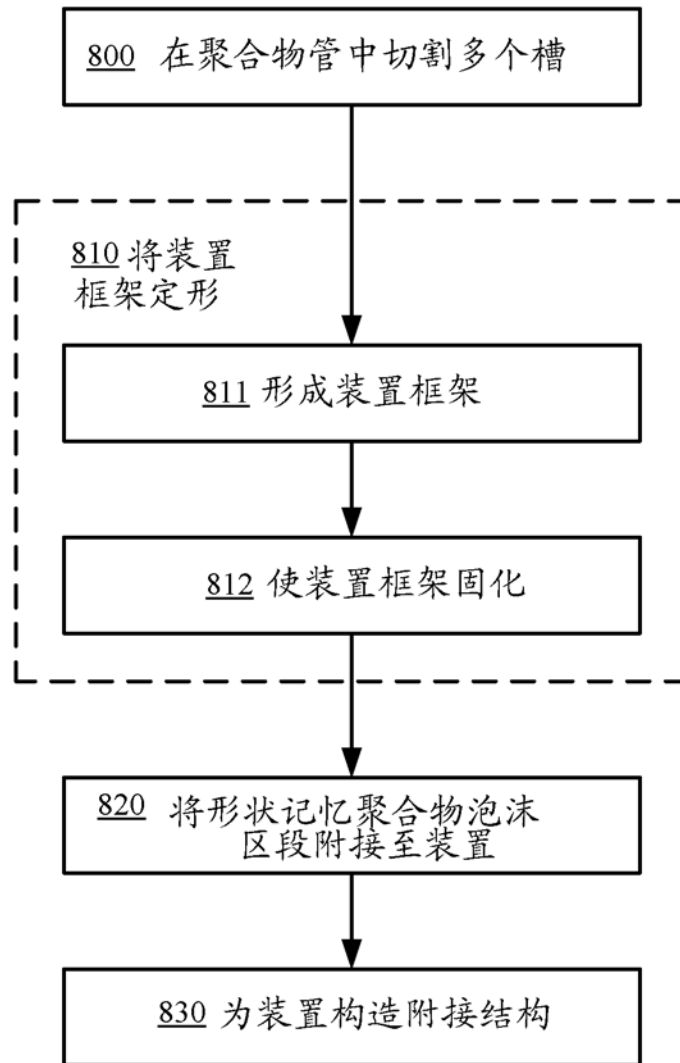 800 在聚合物管中切割多个槽
810 将装置
框架定形
811 形成装置框架
812 使装置框架固化
820 将形状记忆聚合物泡沫
区段附接至装置
830 为装置构造附接结构